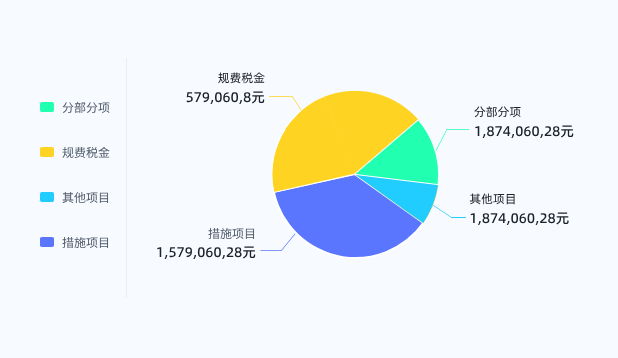 分部分项
规费税金
其他项目
措施项目
规费税金
579,060,8元
分部分项
1,874,060,28元
其他项目
1,874,060,28元
措施项目
1,579,060,28元